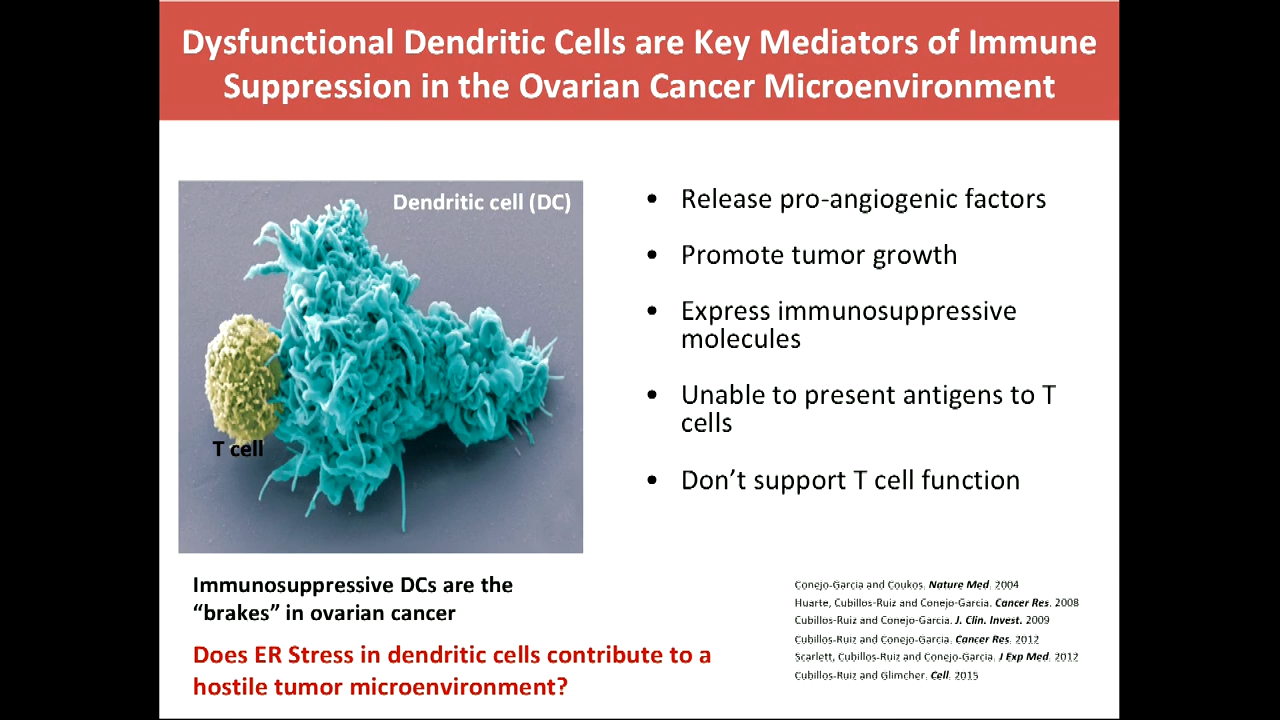 Dysfunctional Dendritic Cells are Key Mediators of Immune
Suppression in the Ovarian Cancer Microenvironment
Dendritic cell (DC)
T cell
• Release pro-angiogenic factors
• Promote tumor growth
• Express immunosuppressive
molecules
• Unable to present antigens to T
cells
• Don’t support T cell function
Immunosuppressive DCs are the
“brakes” in ovarian cancer
Does ER Stress in dendritic cells contribute to a
hostile tumor microenvironment?
Conejo-Garcia and Coukos. Nature Med. 2004
Huarte, Cubillos-Ruiz and Conejo-Garcia. Cancer Res. 2008
Cubillos-Ruiz and Conejo-Garcia. J. Clin. Invest. 2009
Cubillos-Ruiz and Conejo-Garcia. Cancer Res. 2012
Scarlett, Cubillos-Ruiz and Conejo-Garcia. J Exp Med. 2012
Cubillos-Ruiz and Glimcher. Cell. 2015